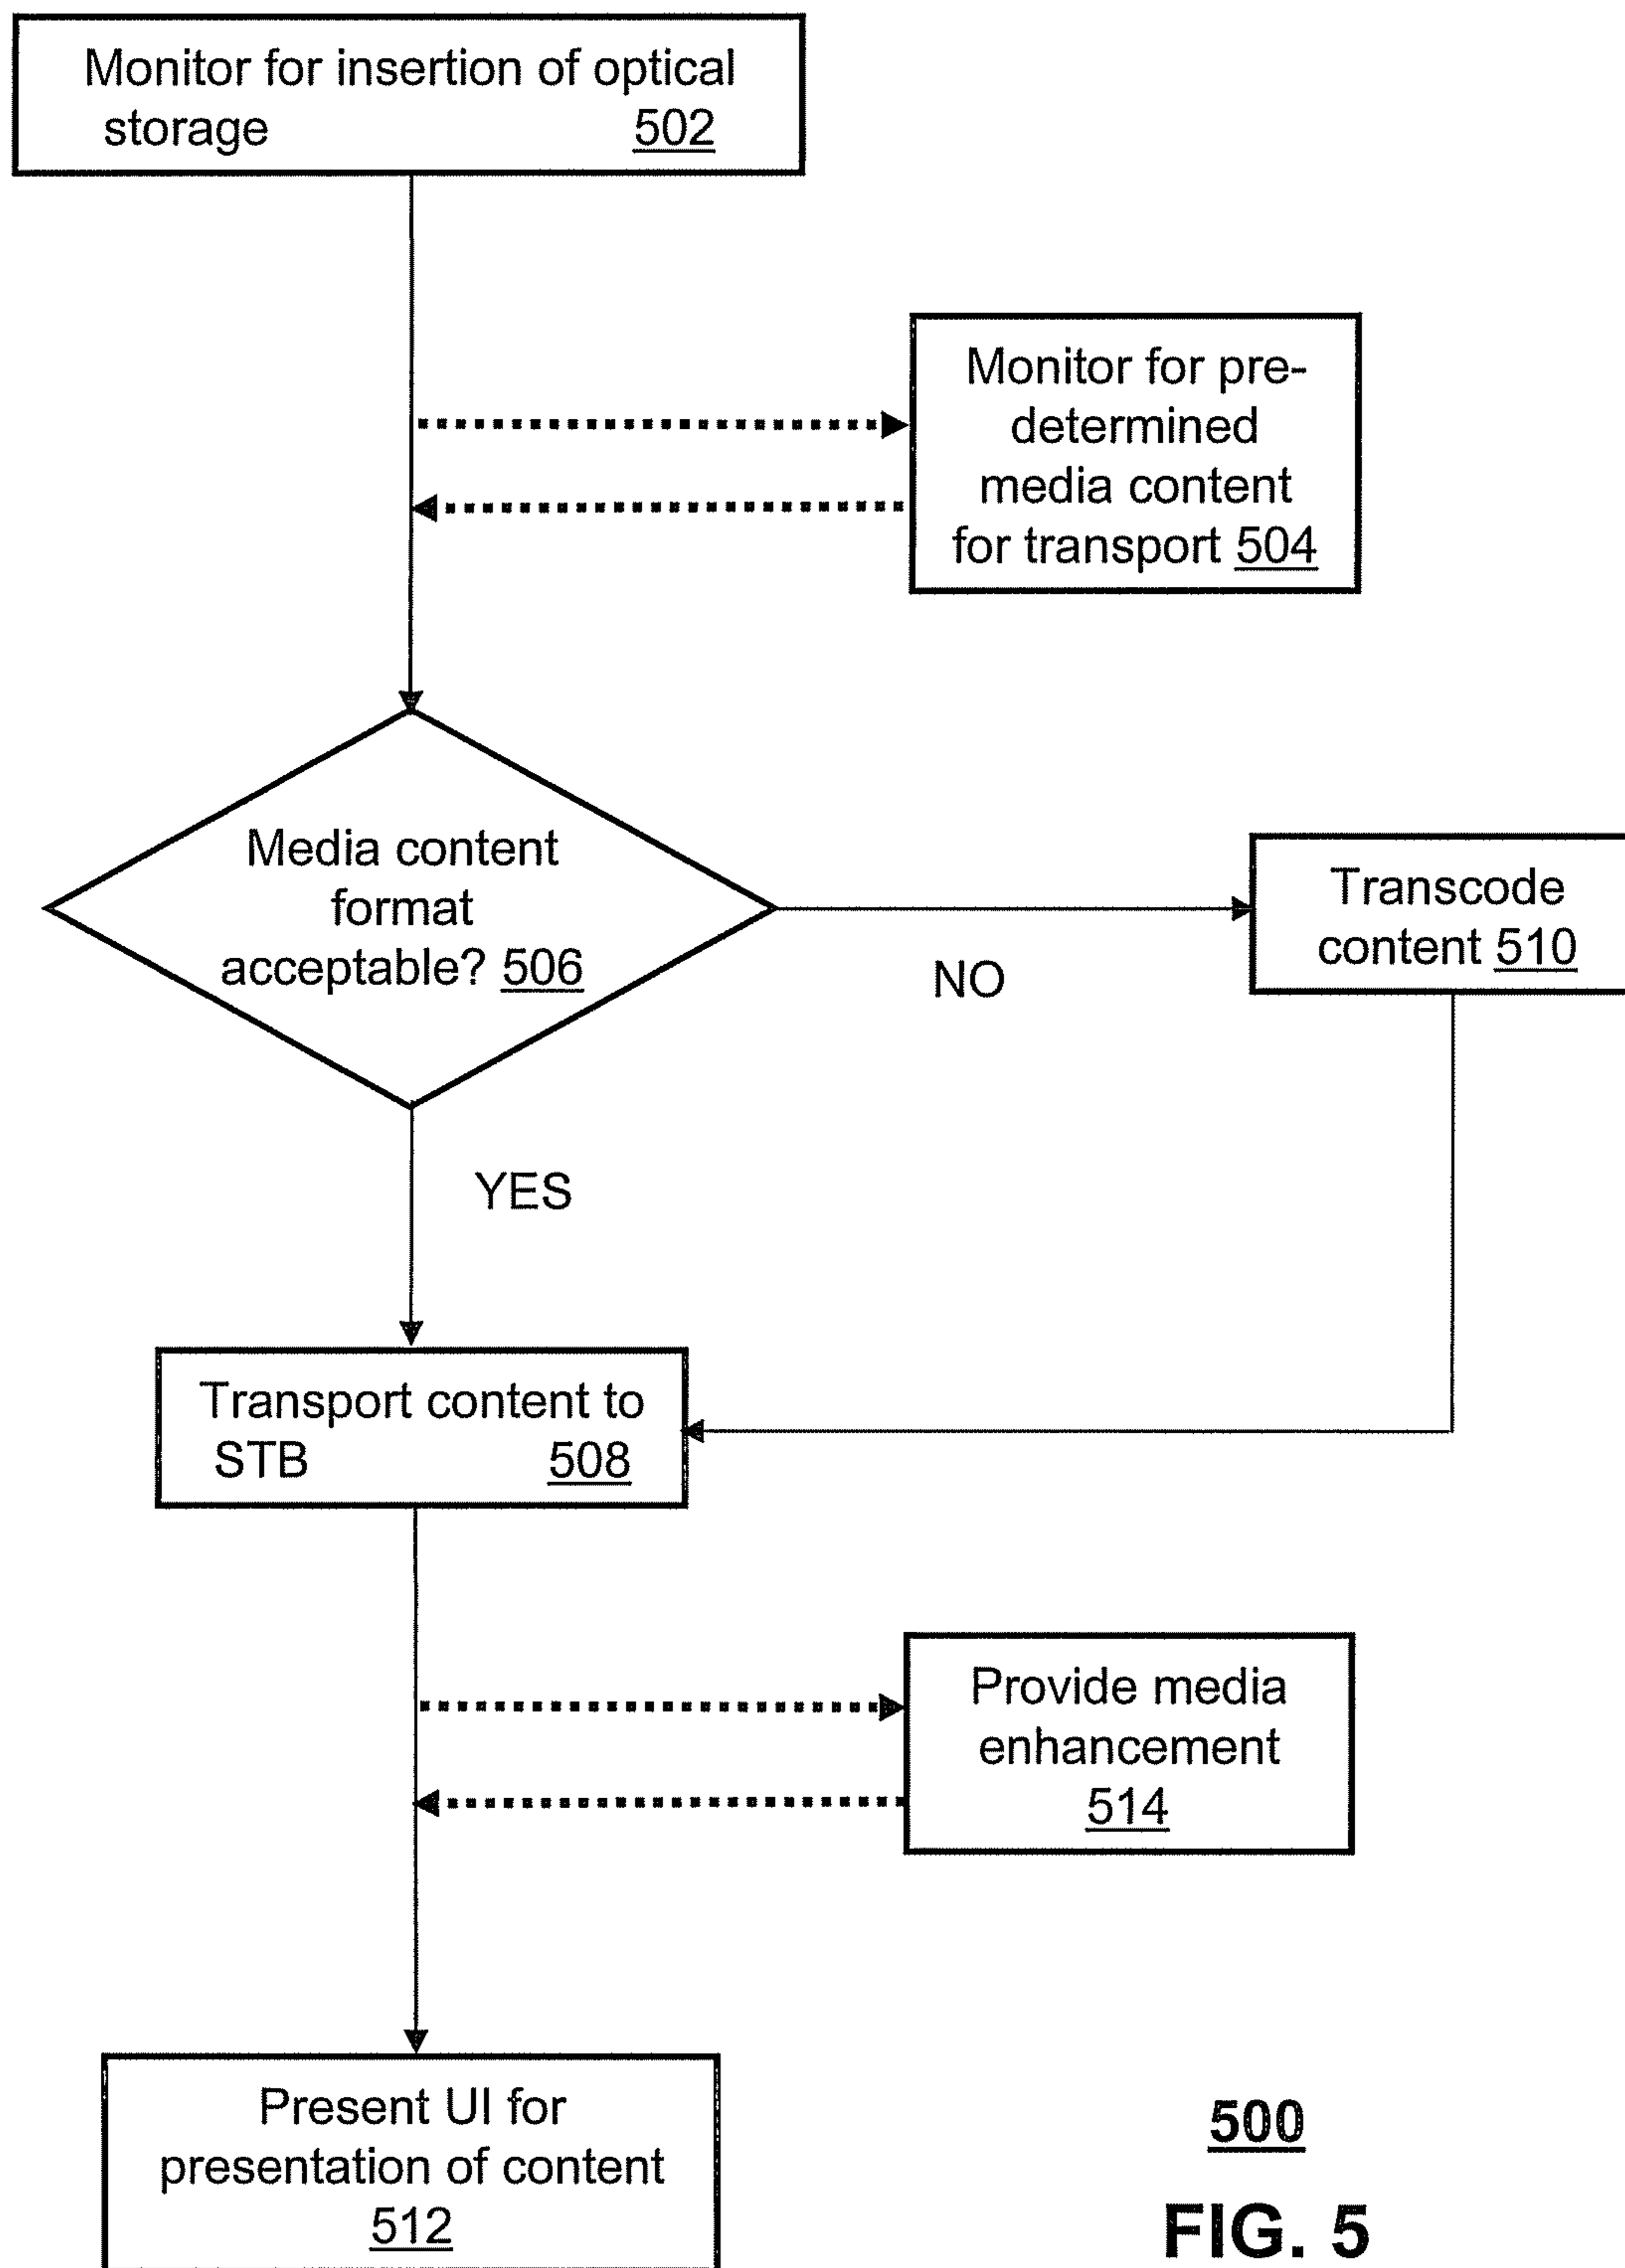 Monitor for insertion of optical
storage 502
Monitor for pre-
determined
media content
for transport 504
Media content
format
acceptable? 506
NO
Transcode
content 510
YES
Transport content to
STB 508
Provide media
enhancement
514
Present UI for
presentation of content
512
500
FIG. 5